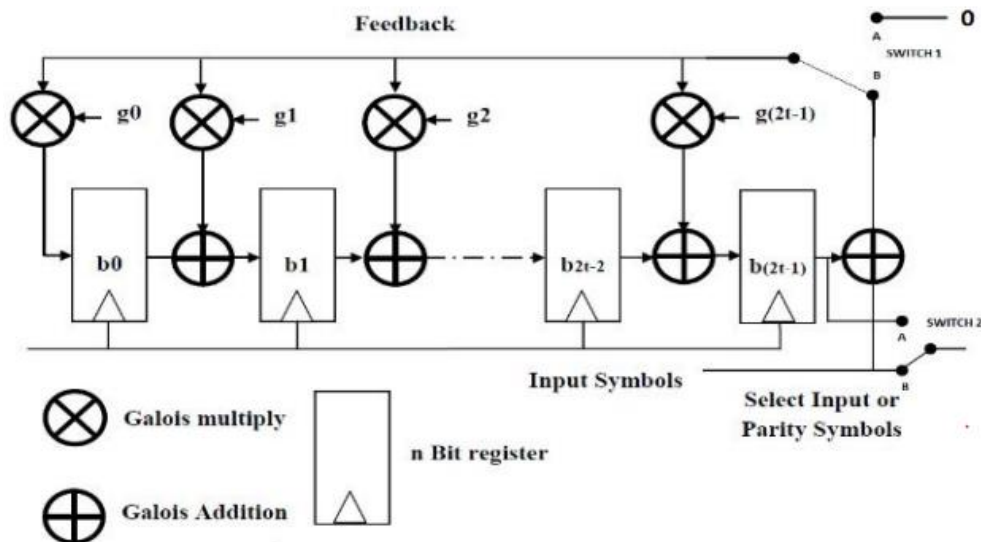 Feedback
0
A
SWITCH 1
B
g0
g1
g2
g(2t-1)
b0
b1
b2t-2
b(2t-1)
A
SWITCH 2
B
Input Symbols
Select Input or
Parity Symbols
Galois multiply
n Bit register
Galois Addition